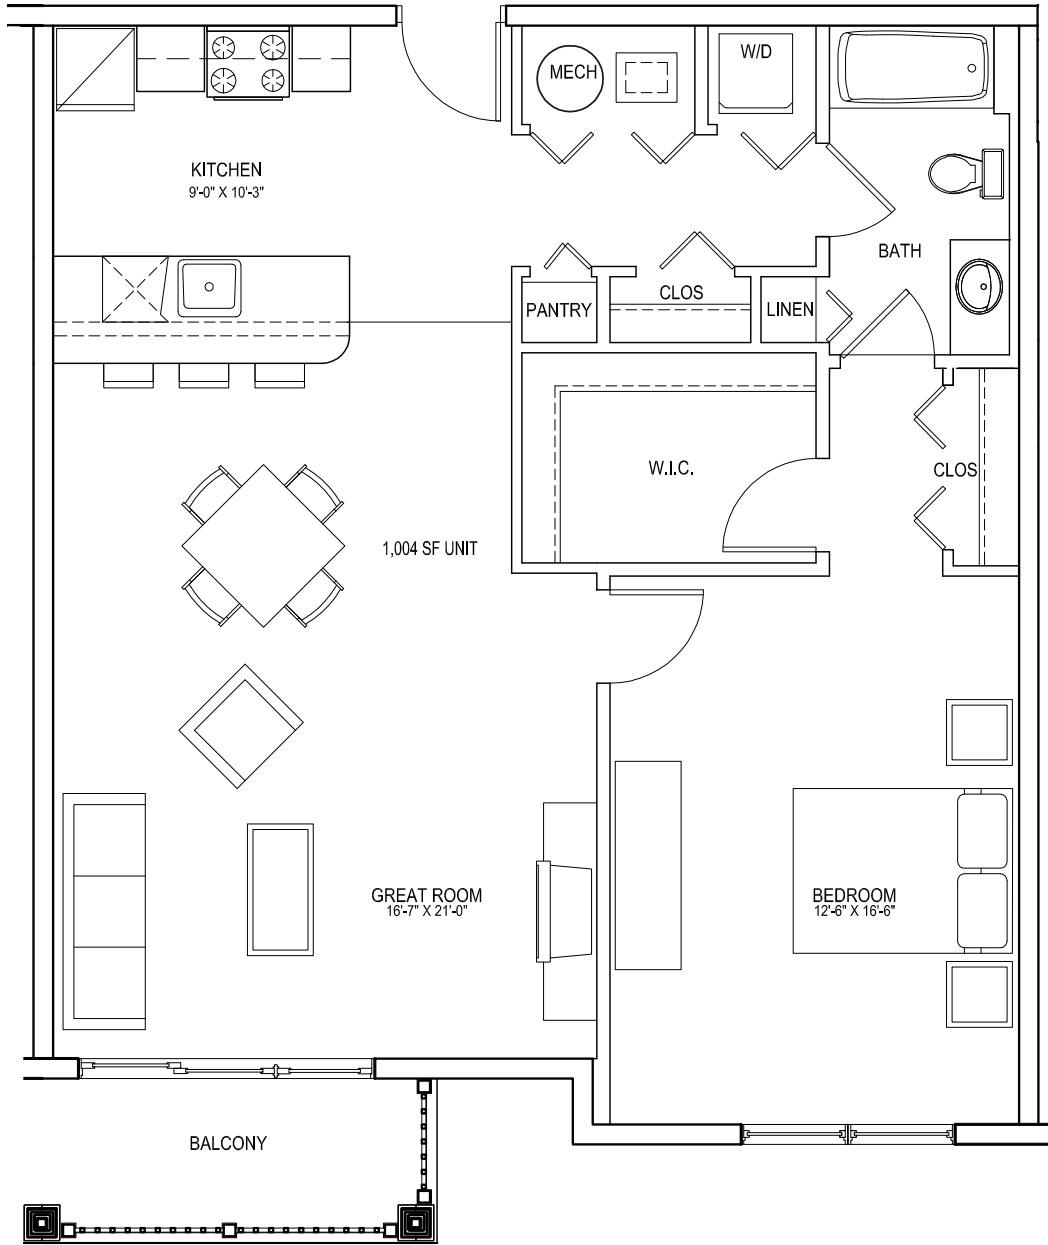 W/D
MECH
KITCHEN
9'-0" X 10'-3"
BATH
CLOS
PANTRY
LINEN
W.I.C.
CLOS
1,004 SF UNIT
GREAT ROOM
16'-7" X 21'-0"
BEDROOM
12'-6" X 16'-6"
BALCONY